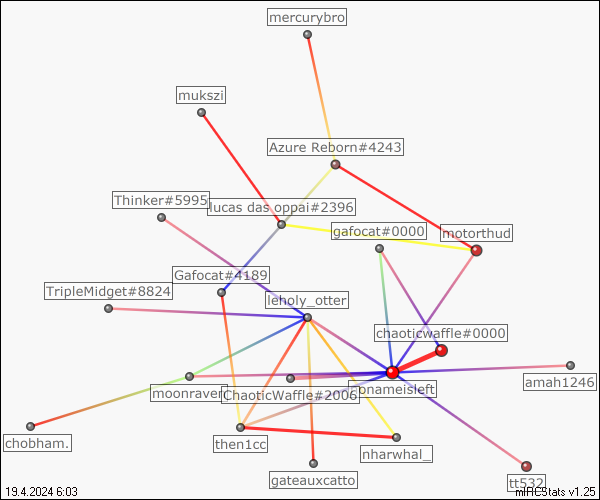 mercurybro
mukszi
Azure Reborn#4243
Thinker#5995
lucas das oppai#2396
gafocat#0000
motorthud
Gafocat#4189
TripleMidget#8824
leholy_otter
chaoticwaffle#0000
moonraven
ChaoticWaffle#2006
nonameisleft
amah1246
chobham.
then1cc
nharwhal_
gateauxcatto
tt532
19.4.2024 6:03
mIRCStats v1.25